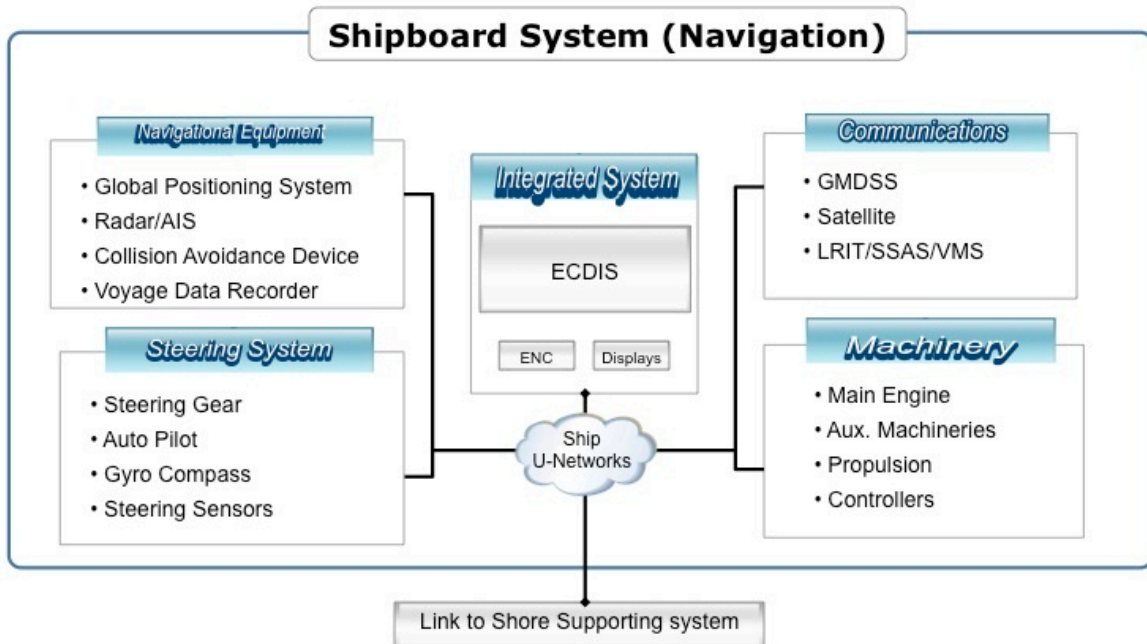 Shipboard System (Navigation)
Navigational Equipment
• Global Positioning System
• Radar/AIS
• Collision Avoidance Device
• Voyage Data Recorder
Steering System
• Steering Gear
• Auto Pilot
• Gyro Compass
• Steering Sensors
Integrated System
ECDIS
ENC
Displays
Ship
U-Networks
Communications
• GMDSS
• Satellite
• LRIT/SSAS/VMS
Machinery
• Main Engine
• Aux. Machineries
• Propulsion
• Controllers
Link to Shore Supporting system